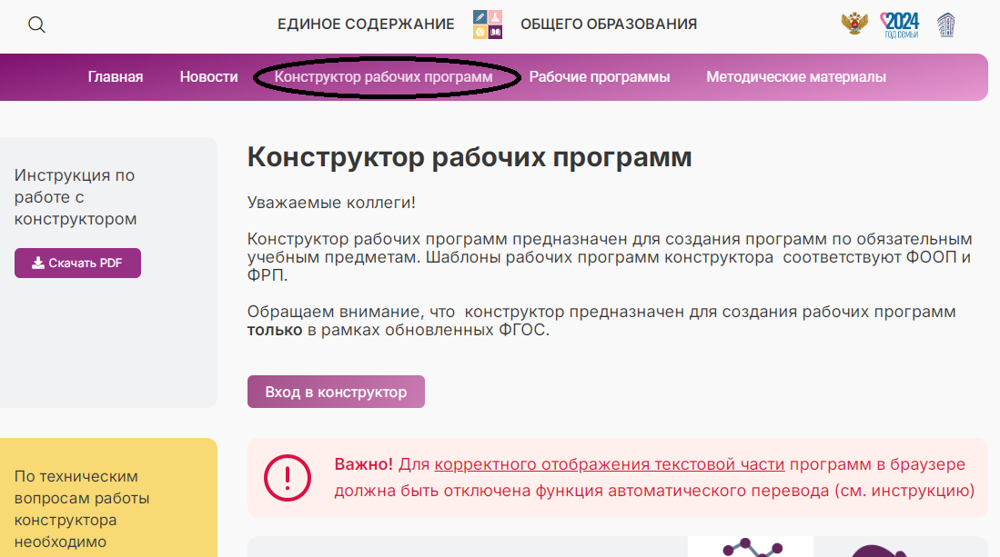 ЕДИНОЕ СОДЕРЖАНИЕ ОБЩЕГО ОБРАЗОВАНИЯ
2024
ГОД СЕМЬИ
Главная Новости Конструктор рабочих программ Рабочие программы Методические материалы
Инструкция по
работе с
конструктором
Скачать PDF
Конструктор рабочих программ
Уважаемые коллеги!
Конструктор рабочих программ предназначен для создания программ по обязательным
учебным предметам. Шаблоны рабочих программ конструктора соответствуют ФООП и
ФРП.
Обращаем внимание, что конструктор предназначен для создания рабочих программ
только в рамках обновленных ФГОС.
Вход в конструктор
Важно! Для корректного отображения текстовой части программ в браузере
должна быть отключена функция автоматического перевода (см. инструкцию)
По техническим
вопросам работы
конструктора
необходимо